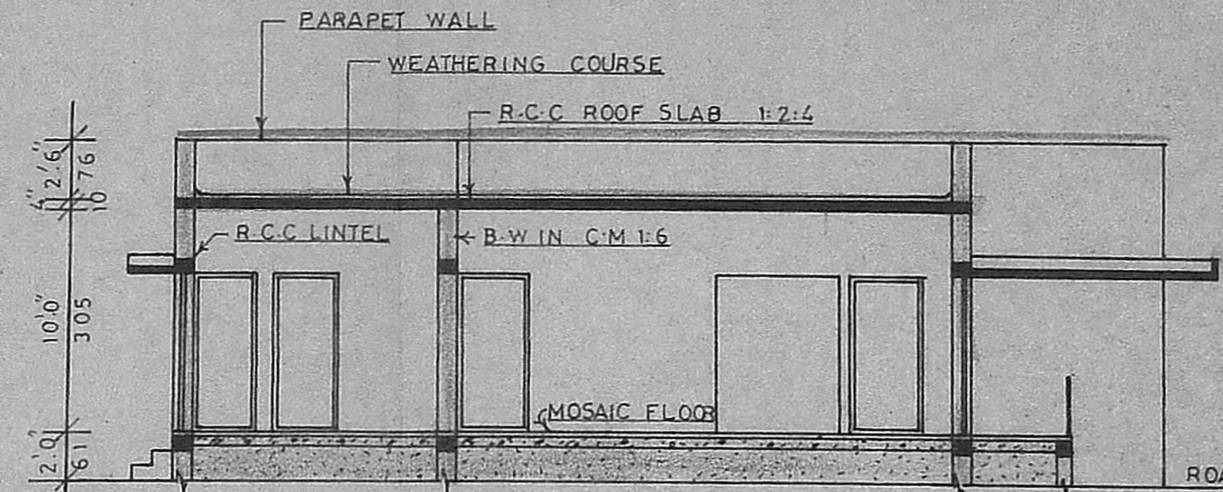 PARAPET WALL
WEATHERING COURSE
R.C.C ROOF SLAB 1:2:4
2'.6"
76
4"
10
R.C.C LINTEL
B.W IN C.M 1:6
10'.0"
305
MOSAIC FLOOR
2'.0"
61